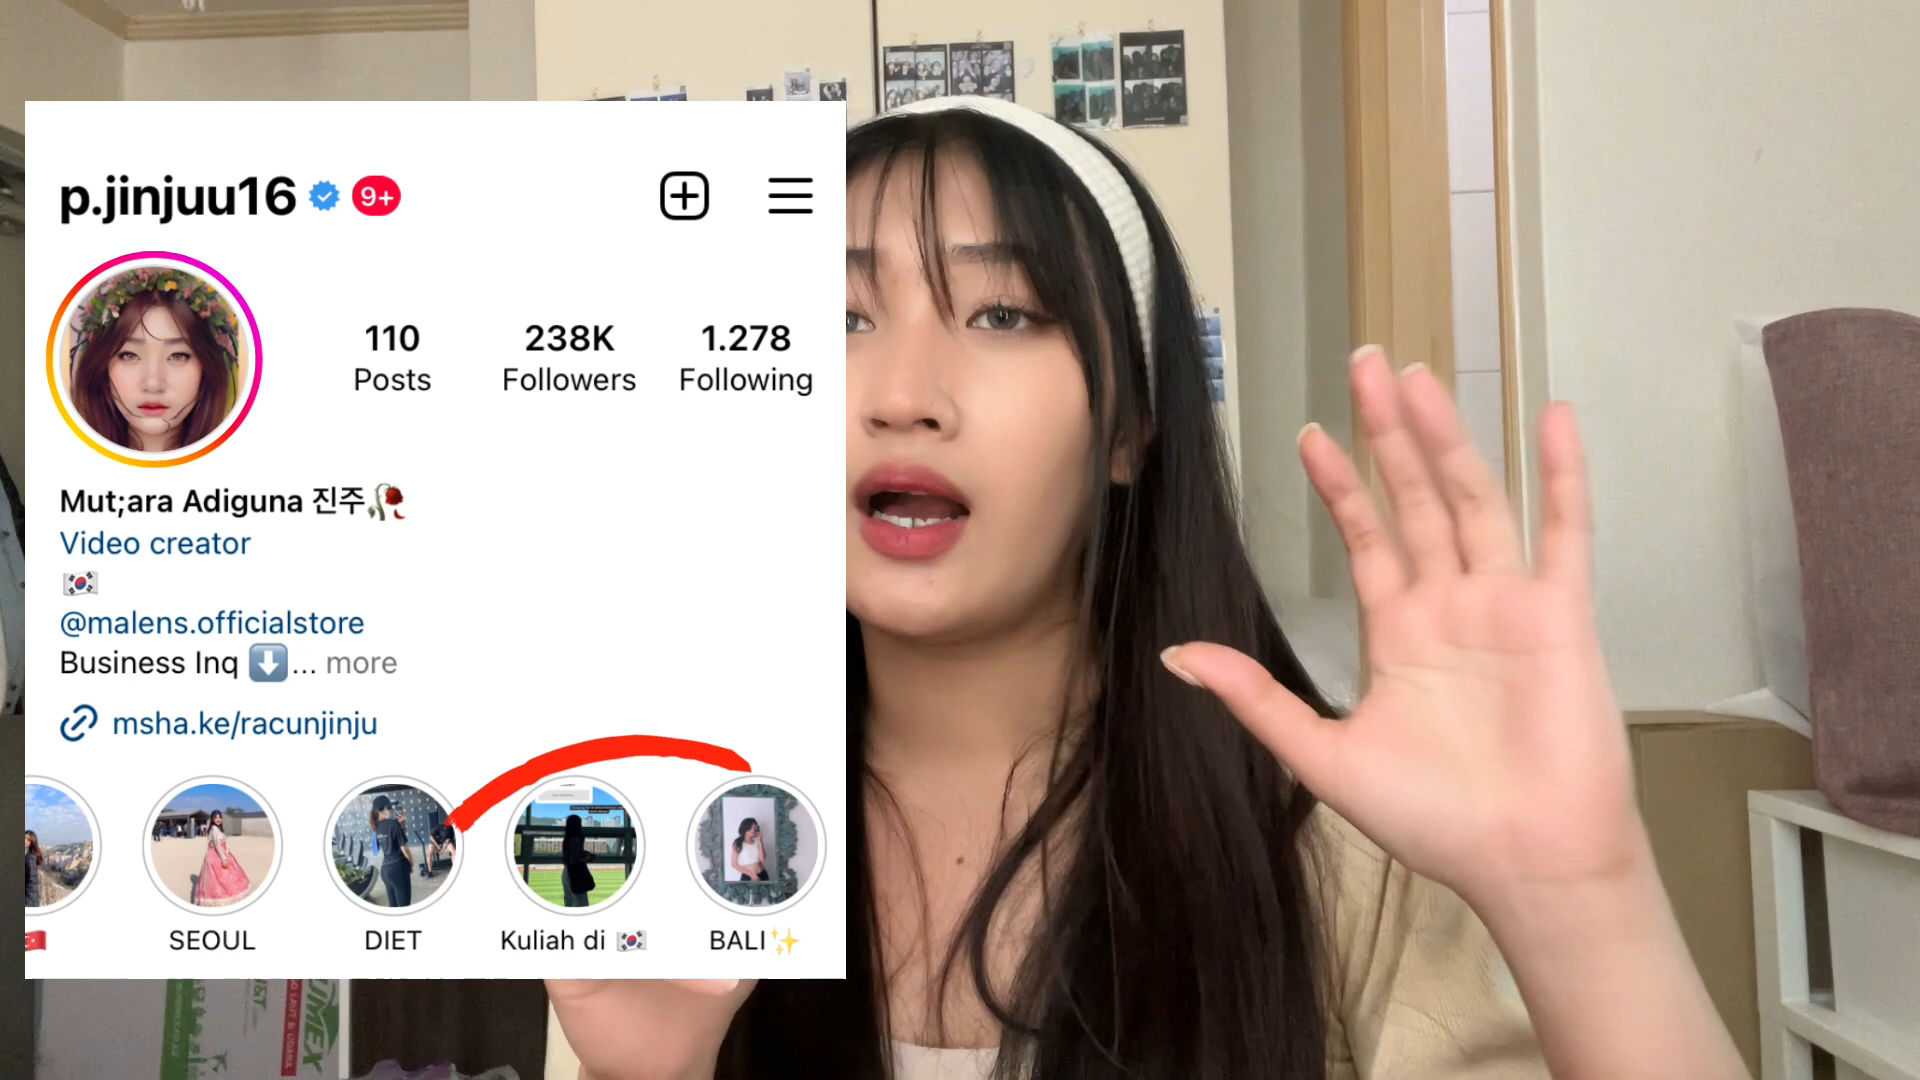 p.jinjuu16 9+
110 238K 1.278
Posts Followers Following
Mut;ara Adiguna 진주🥀
Video creator
🇰🇷
@malens.officialstore
Business Inq ⬇️... more
msha.ke/racunjinju
🇹🇷 SEOUL DIET Kuliah di 🇰🇷 BALI✨